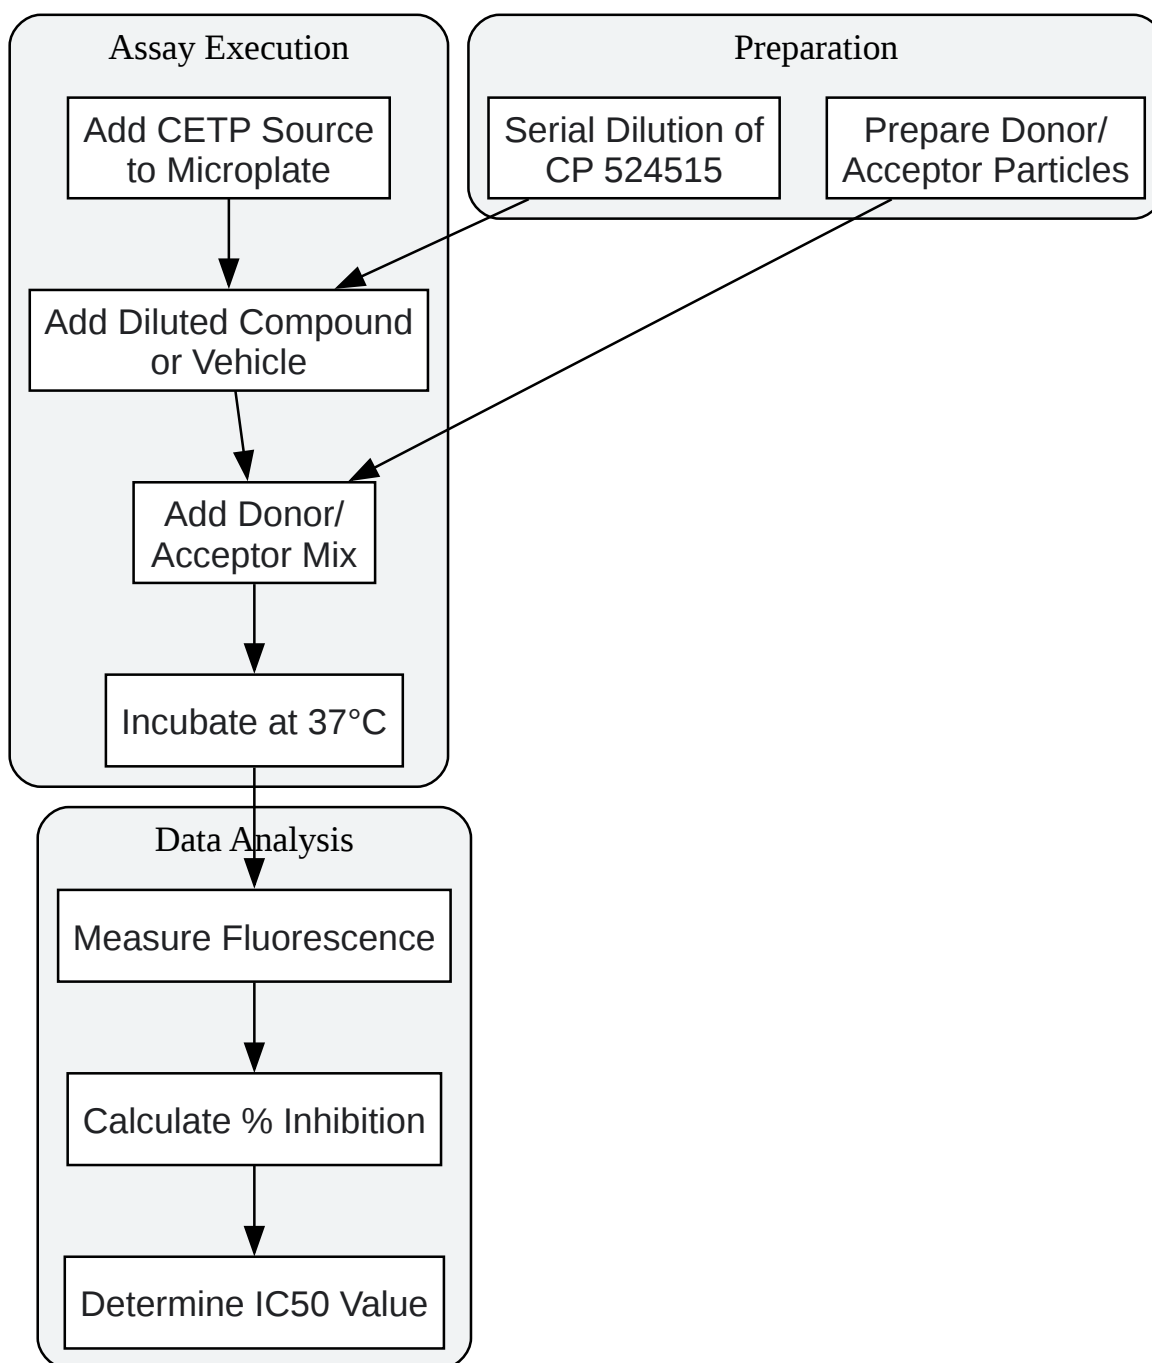 Assay Execution
Add CETP Source
to Microplate
Add Diluted Compound
or Vehicle
Add Donor/
Acceptor Mix
Incubate at 37°C
Preparation
Serial Dilution of
CP 524515
Prepare Donor/
Acceptor Particles
Data Analysis
Measure Fluorescence
Calculate % Inhibition
Determine IC50 Value